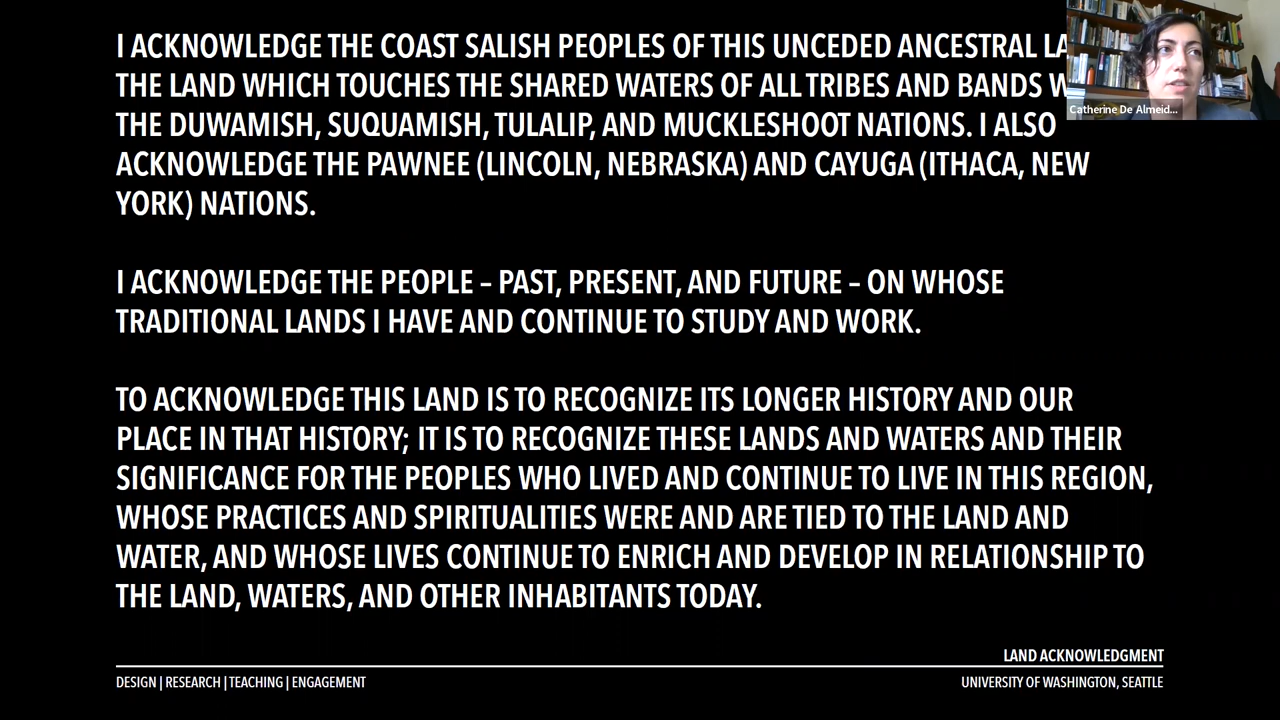 I ACKNOWLEDGE THE COAST SALISH PEOPLES OF THIS UNCEDED ANCESTRAL
THE LAND WHICH TOUCHES THE SHARED WATERS OF ALL TRIBES AND BANDS
THE DUWAMISH, SUQUAMISH, TULALIP, AND MUCKLESHOOT NATIONS. I ALSO
ACKNOWLEDGE THE PAWNEE (LINCOLN, NEBRASKA) AND CAYUGA (ITHACA, NEW
YORK) NATIONS.
I ACKNOWLEDGE THE PEOPLE – PAST, PRESENT, AND FUTURE – ON WHOSE
TRADITIONAL LANDS I HAVE AND CONTINUE TO STUDY AND WORK.
TO ACKNOWLEDGE THIS LAND IS TO RECOGNIZE ITS LONGER HISTORY AND OUR
PLACE IN THAT HISTORY; IT IS TO RECOGNIZE THESE LANDS AND WATERS AND THEIR
SIGNIFICANCE FOR THE PEOPLES WHO LIVED AND CONTINUE TO LIVE IN THIS REGION,
WHOSE PRACTICES AND SPIRITUALITIES WERE AND ARE TIED TO THE LAND AND
WATER, AND WHOSE LIVES CONTINUE TO ENRICH AND DEVELOP IN RELATIONSHIP TO
THE LAND, WATERS, AND OTHER INHABITANTS TODAY.
Catherine De Almeid...
LAND ACKNOWLEDGMENT
DESIGN | RESEARCH | TEACHING | ENGAGEMENT
UNIVERSITY OF WASHINGTON, SEATTLE